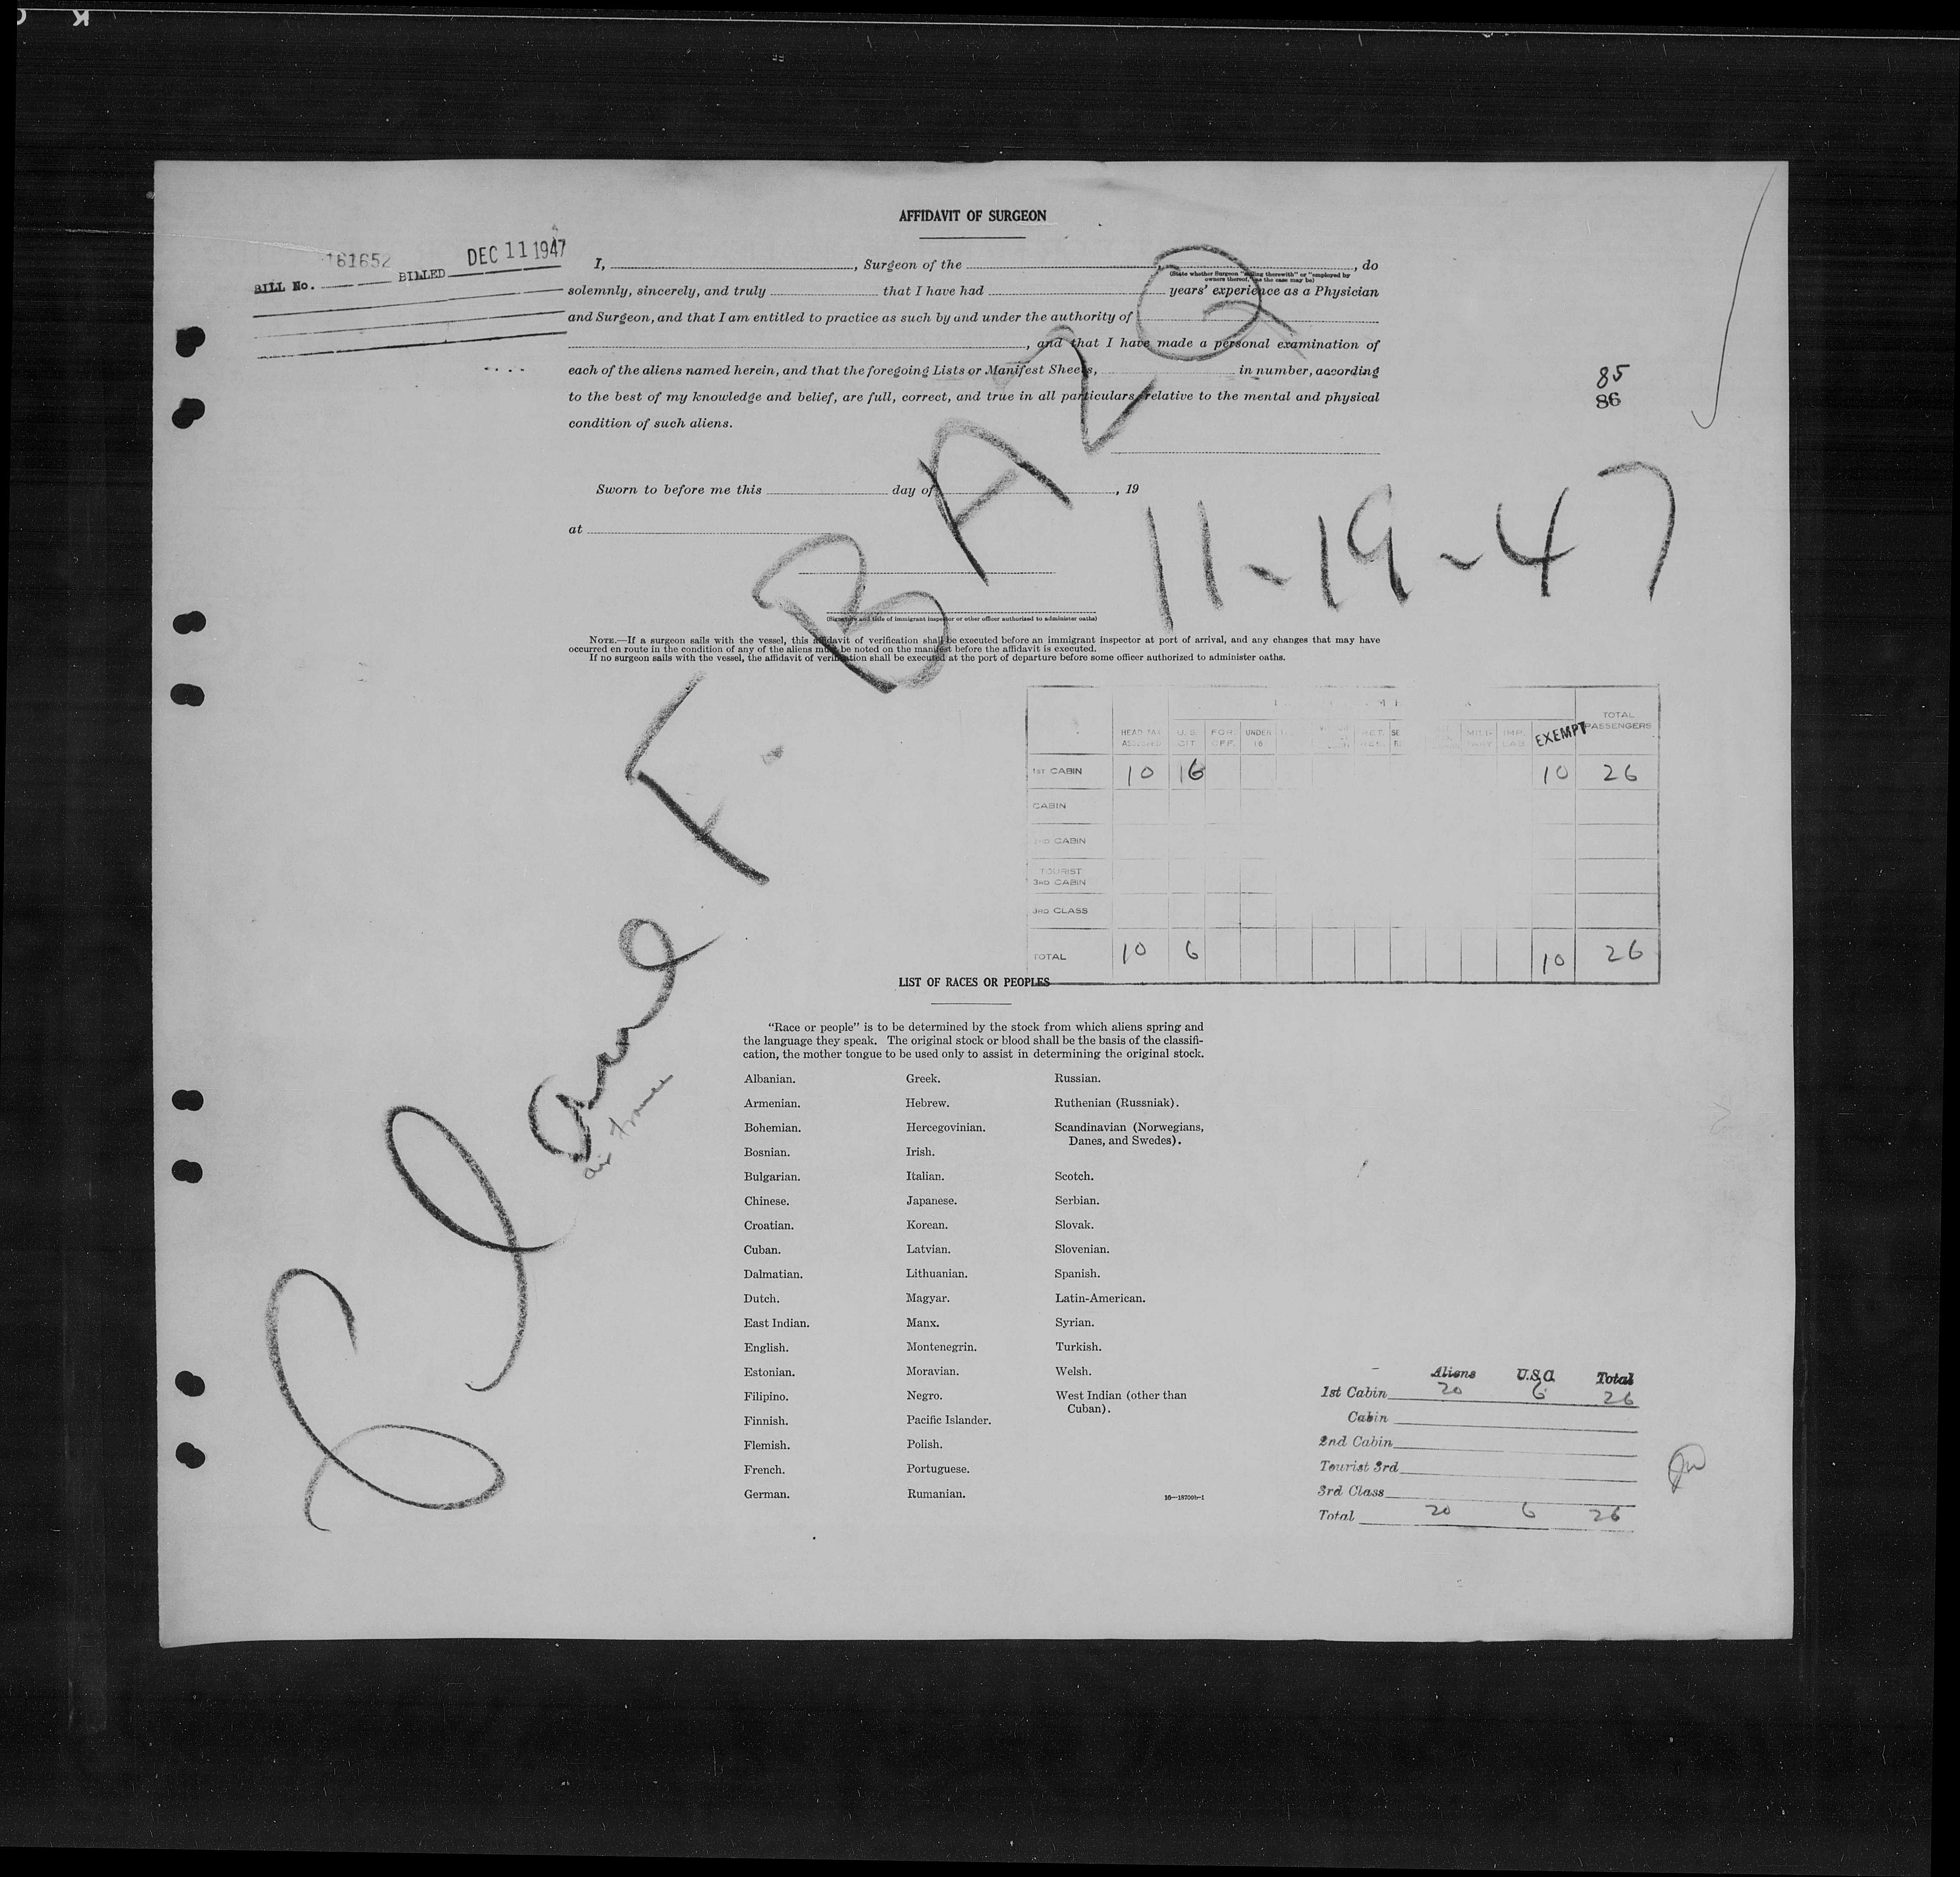 AFFIDAVIT OF SURGEON
BILL No. 161652 BILLED DEC 11 1947
I, , Surgeon of the , , do
(State whether Surgeon "sailing therewith" or "employed by owners thereof," as the case may be)
solemnly, sincerely, and truly that I have had years' experience as a Physician
and Surgeon, and that I am entitled to practice as such by and under the authority of
, and that I have made a personal examination of
each of the aliens named herein, and that the foregoing Lists or Manifest Sheets, in number, according
to the best of my knowledge and belief, are full, correct, and true in all particulars relative to the mental and physical
condition of such aliens.
85
86
Sworn to before me this day of , 19
at
11-19-47
(Signature and title of immigrant inspector or other officer authorized to administer oaths)
NOTE.—If a surgeon sails with the vessel, this affidavit of verification shall be executed before an immigrant inspector at port of arrival, and any changes that may have
occurred en route in the condition of any of the aliens must be noted on the manifest before the affidavit is executed.
If no surgeon sails with the vessel, the affidavit of verification shall be executed at the port of departure before some officer authorized to administer oaths.
Plane F-BAZQ
air france
HEAD TAX U.S. CIT. FOR. OFF. UNDER 16 EXEMPT TOTAL PASSENGERS
1ST CABIN 10 16 10 26
CABIN
2ND CABIN
TOURIST
3RD CABIN
3RD CLASS
TOTAL 10 6 10 26
LIST OF RACES OR PEOPLES
"Race or people" is to be determined by the stock from which aliens spring and
the language they speak. The original stock or blood shall be the basis of the classifi-
cation, the mother tongue to be used only to assist in determining the original stock.
Albanian. Greek. Russian.
Armenian. Hebrew. Ruthenian (Russniak).
Bohemian. Hercegovinian. Scandinavian (Norwegians,
Danes, and Swedes).
Bosnian. Irish.
Bulgarian. Italian. Scotch.
Chinese. Japanese. Serbian.
Croatian. Korean. Slovak.
Cuban. Latvian. Slovenian.
Dalmatian. Lithuanian. Spanish.
Dutch. Magyar. Latin-American.
East Indian. Manx. Syrian.
English. Montenegrin. Turkish.
Estonian. Moravian. Welsh.
Filipino. Negro. West Indian (other than
Cuban).
Finnish. Pacific Islander.
Flemish. Polish.
French. Portuguese.
German. Rumanian.
16—18709b-1
Aliens U.S.C. Total
1st Cabin 20 6 26
Cabin
2nd Cabin
Tourist 3rd
3rd Class
Total 20 6 26